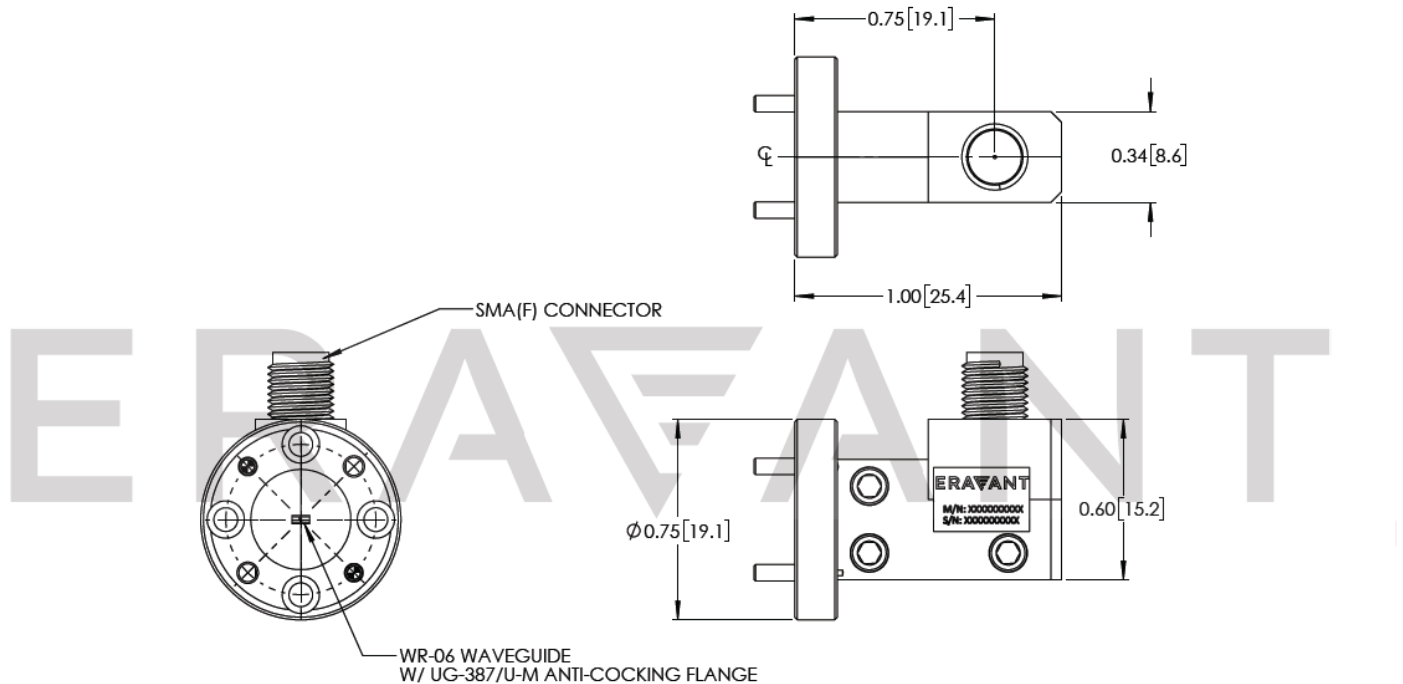 0.75[19.1]
℄
0.34[8.6]
1.00[25.4]
SMA(F) CONNECTOR
ERAVANT
ERAVANT
M/N: XXXXXXXXXX
S/N: XXXXXXXXXX
0.60[15.2]
Ø0.75[19.1]
WR-06 WAVEGUIDE
W/ UG-387/U-M ANTI-COCKING FLANGE